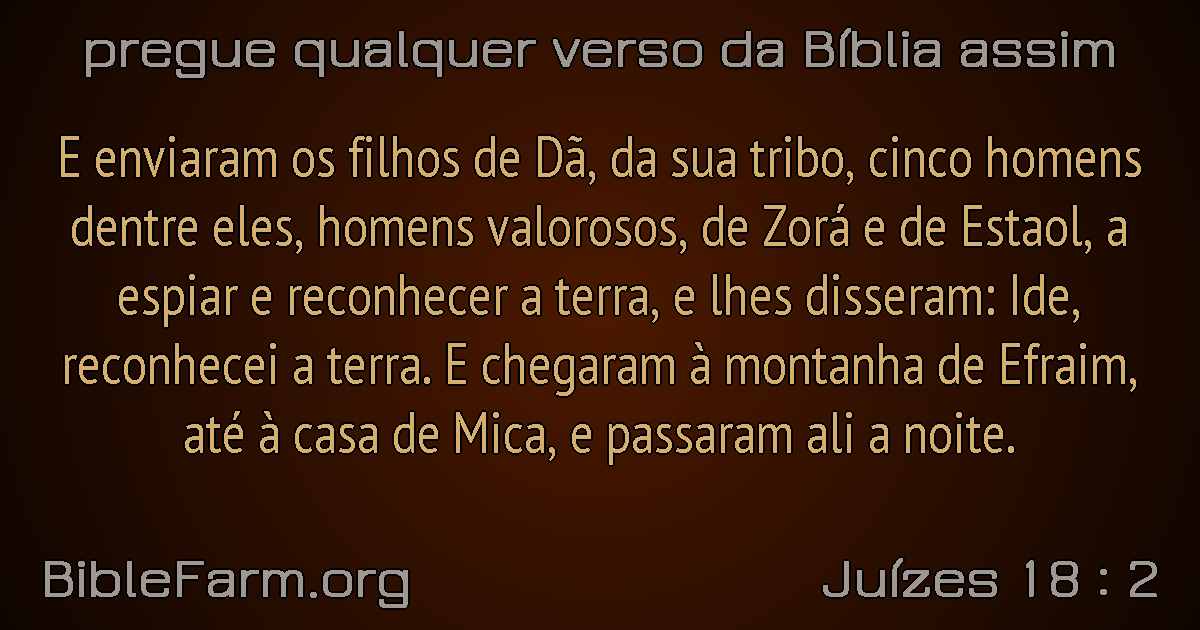 pregue qualquer verso da Bíblia assim
E enviaram os filhos de Dã, da sua tribo, cinco homens
dentre eles, homens valorosos, de Zorá e de Estaol, a
espiar e reconhecer a terra, e lhes disseram: Ide,
reconhecei a terra. E chegaram à montanha de Efraim,
até à casa de Mica, e passaram ali a noite.
BibleFarm.org
Juízes 18 : 2